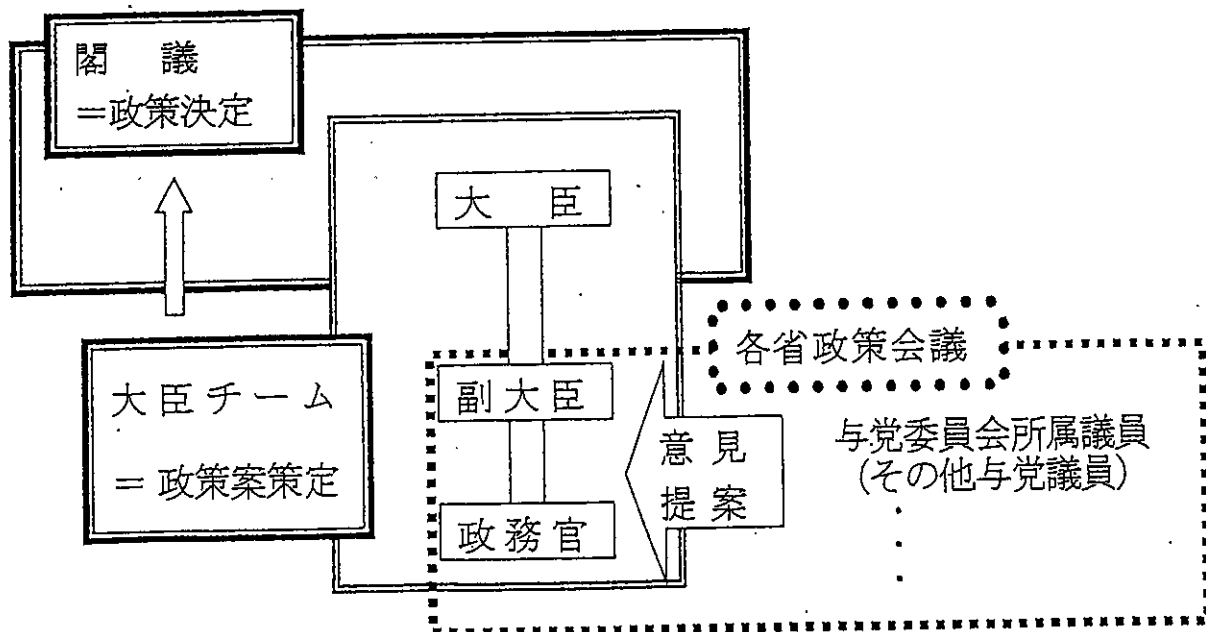 閣　議
＝政策決定
大　臣
各省政策会議
大臣チーム
＝ 政策案策定
副大臣
政務官
意見
提案
与党委員会所属議員
(その他与党議員)